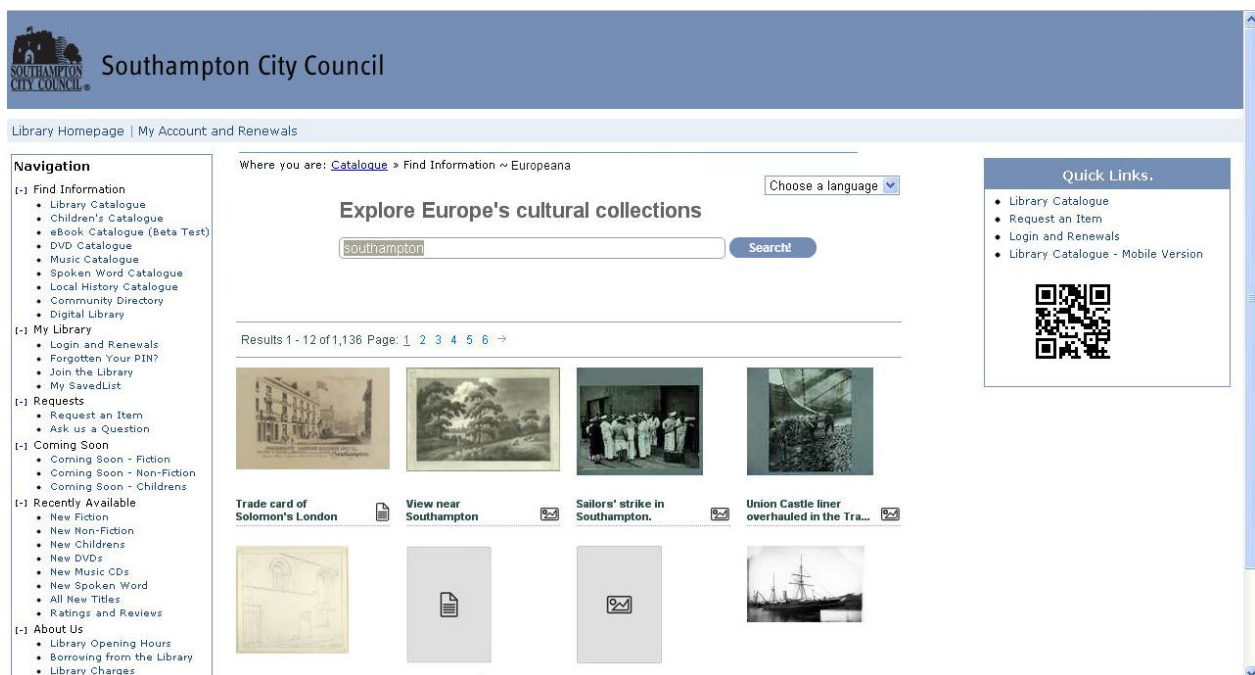 SOUTHAMPTON
CITY COUNCIL®
Southampton City Council
Library Homepage | My Account and Renewals
Navigation
[-] Find Information
• Library Catalogue
• Children's Catalogue
• eBook Catalogue (Beta Test)
• DVD Catalogue
• Music Catalogue
• Spoken Word Catalogue
• Local History Catalogue
• Community Directory
• Digital Library
[-] My Library
• Login and Renewals
• Forgotten Your PIN?
• Join the Library
• My SavedList
[-] Requests
• Request an Item
• Ask us a Question
[-] Coming Soon
• Coming Soon - Fiction
• Coming Soon - Non-Fiction
• Coming Soon - Childrens
[-] Recently Available
• New Fiction
• New Non-Fiction
• New Childrens
• New DVDs
• New Music CDs
• New Spoken Word
• All New Titles
• Ratings and Reviews
[-] About Us
• Library Opening Hours
• Borrowing from the Library
• Library Charges
Where you are: Catalogue » Find Information ~ Europeana
Choose a language
Explore Europe's cultural collections
southampton
Search!
Results 1 - 12 of 1,136 Page: 1 2 3 4 5 6 →
Southampton.
Trade card of
Solomon's London
View near
Southampton
Sailors' strike in
Southampton.
Union Castle liner
overhauled in the Tra...
Quick Links.
• Library Catalogue
• Request an Item
• Login and Renewals
• Library Catalogue - Mobile Version